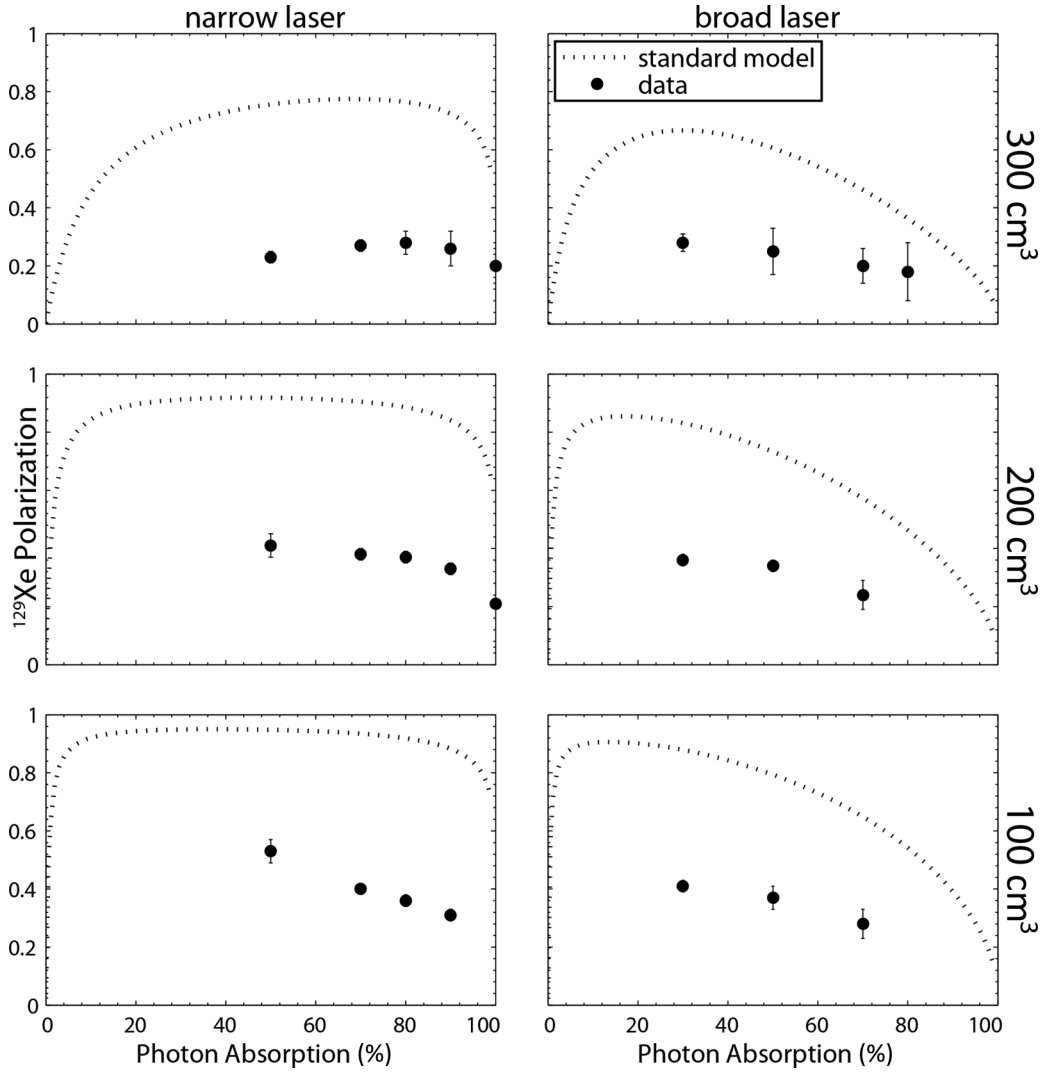 narrow laser
broad laser
1
0.8
0.6
0.4
0.2
0
standard model
data
300 cm³
1
0
¹²⁹Xe Polarization
200 cm³
1
0.8
0.6
0.4
0.2
0
100 cm³
0 20 40 60 80 100
0 20 40 60 80 100
Photon Absorption (%)
Photon Absorption (%)